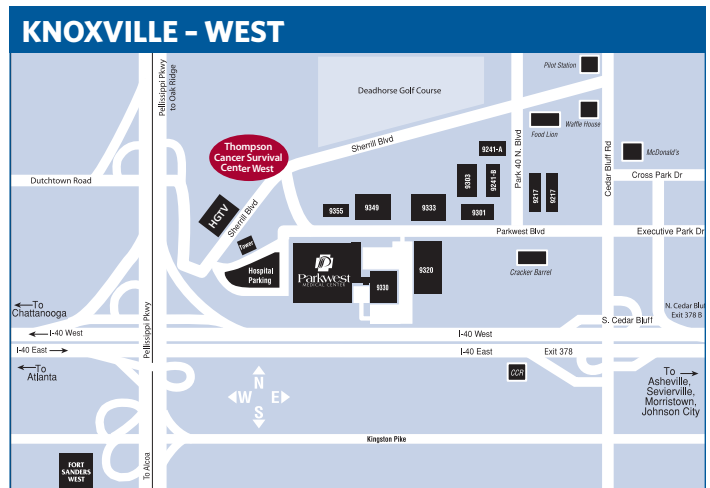 KNOXVILLE – WEST
Pellissippi Pkwy
to Oak Ridge
Deadhorse Golf Course
Pilot Station
Waffle House
Food Lion
McDonald's
Thompson
Cancer Survival
Center West
Sherrill Blvd
Park 40 N. Blvd
Cedar Bluff Rd
9241-A
9241-B
9303
9217
9217
Cross Park Dr
Dutchtown Road
HGTV
Sherrill Blvd
9355
9349
9333
9301
Parkwest Blvd
Executive Park Dr
Tower
Hospital
Parking
Parkwest
MEDICAL CENTER
9330
9320
Cracker Barrel
To
Chattanooga
Pellissippi Pkwy
N. Cedar Bluf
Exit 378 B
S. Cedar Bluff
I-40 West
I-40 West
I-40 East
I-40 East
Exit 378
To
Atlanta
N
W E
S
CCR
To
Asheville,
Sevierville,
Morristown,
Johnson City
Kingston Pike
FORT
SANDERS
WEST
To Alcoa